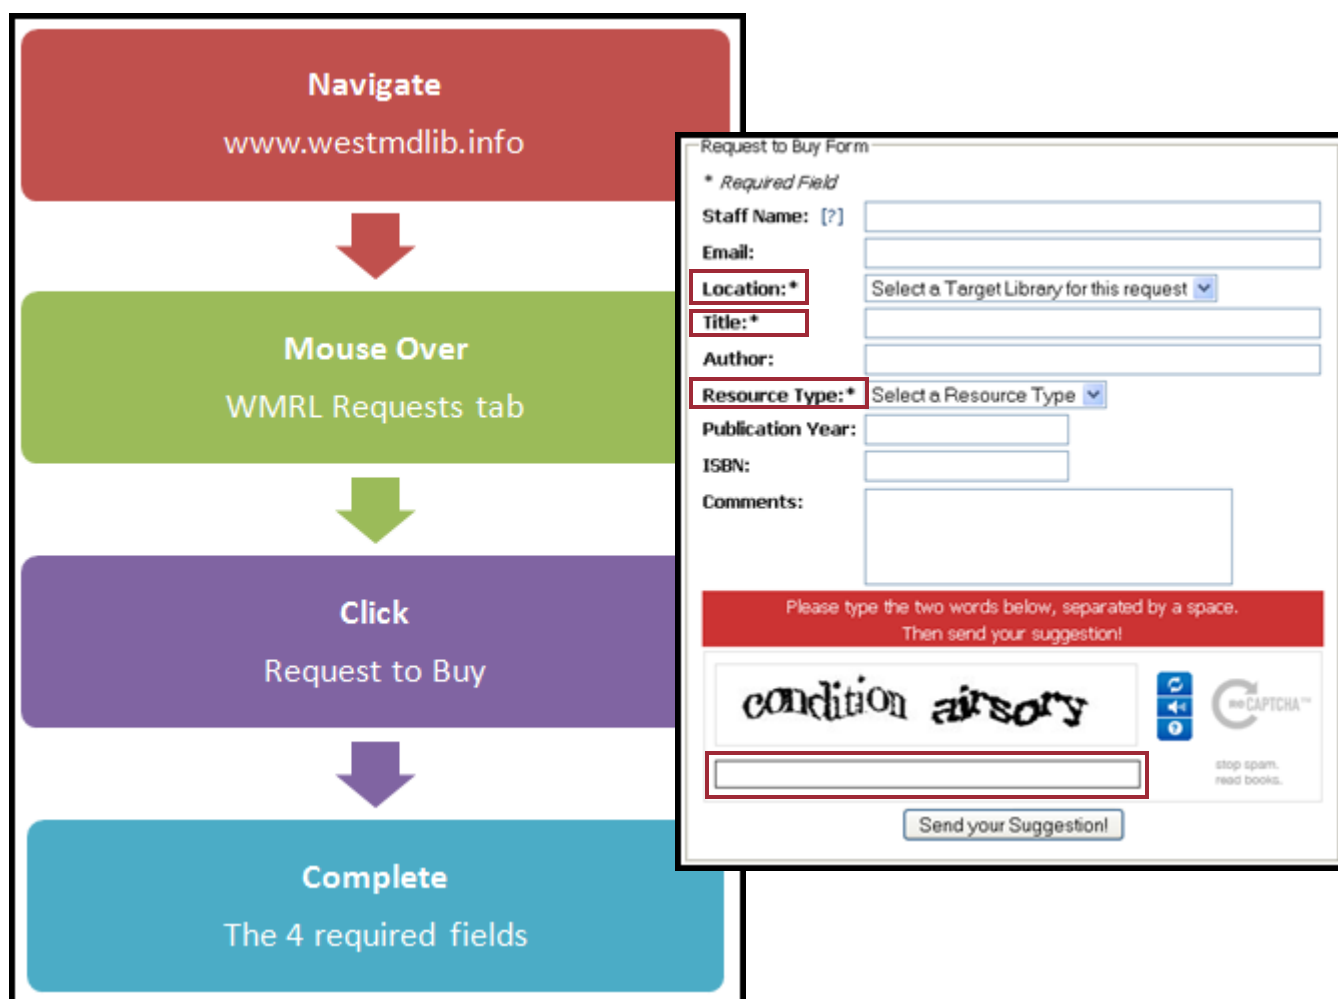 Navigate
www.westmdlib.info
Mouse Over
WMRL Requests tab
Click
Request to Buy
Complete
The 4 required fields
Request to Buy Form
* Required Field
Staff Name: [?]
Email:
Location:* Select a Target Library for this request
Title:*
Author:
Resource Type:* Select a Resource Type
Publication Year:
ISBN:
Comments:
Please type the two words below, separated by a space.
Then send your suggestion!
condition airsory
reCAPTCHA™
stop spam.
read books.
Send your Suggestion!